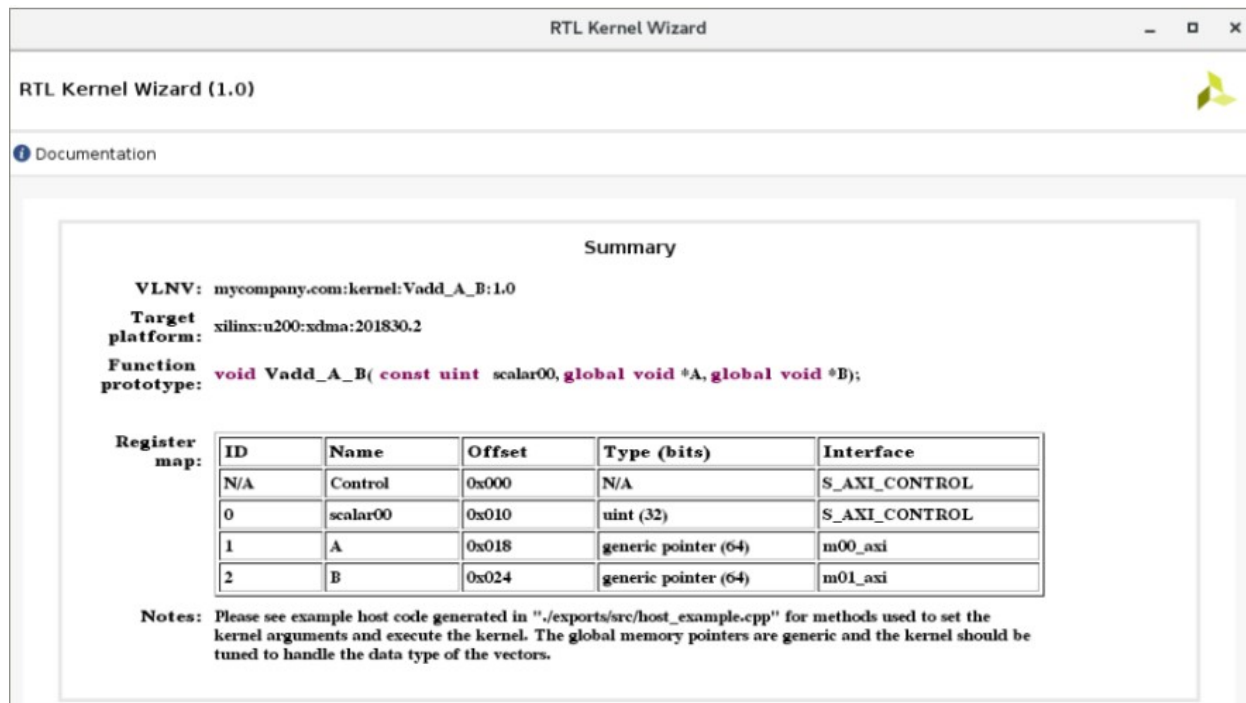 RTL Kernel Wizard
RTL Kernel Wizard (1.0)
Documentation
Summary
VLNV: mycompany.com:kernel:Vadd_A_B:1.0
Target platform: xilinx:u200:xdma:201830.2
Function prototype: void Vadd_A_B( const uint scalar00, global void *A, global void *B);
Register map:
ID Name Offset Type (bits) Interface
N/A Control 0x000 N/A S_AXI_CONTROL
0 scalar00 0x010 uint (32) S_AXI_CONTROL
1 A 0x018 generic pointer (64) m00_axi
2 B 0x024 generic pointer (64) m01_axi
Notes: Please see example host code generated in "./exports/src/host_example.cpp" for methods used to set the
kernel arguments and execute the kernel. The global memory pointers are generic and the kernel should be
tuned to handle the data type of the vectors.